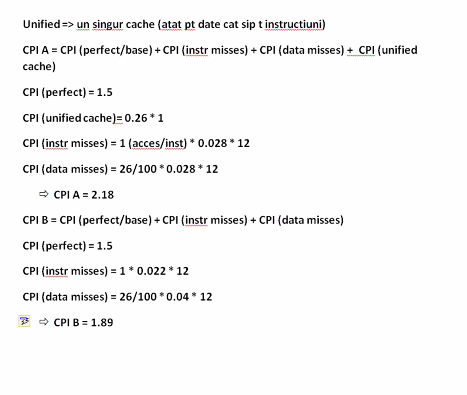 Unified => un singur cache (atat pt date cat sip t instructiuni)
CPI A = CPI (perfect/base) + CPI (instr misses) + CPI (data misses) + CPI (unified
cache)
CPI (perfect) = 1.5
CPI (unified cache)= 0.26 * 1
CPI (instr misses) = 1 (acces/inst) * 0.028 * 12
CPI (data misses) = 26/100 * 0.028 * 12
⇨ CPI A = 2.18
CPI B = CPI (perfect/base) + CPI (instr misses) + CPI (data misses)
CPI (perfect) = 1.5
CPI (instr misses) = 1 * 0.022 * 12
CPI (data misses) = 26/100 * 0.04 * 12
⇨ CPI B = 1.89